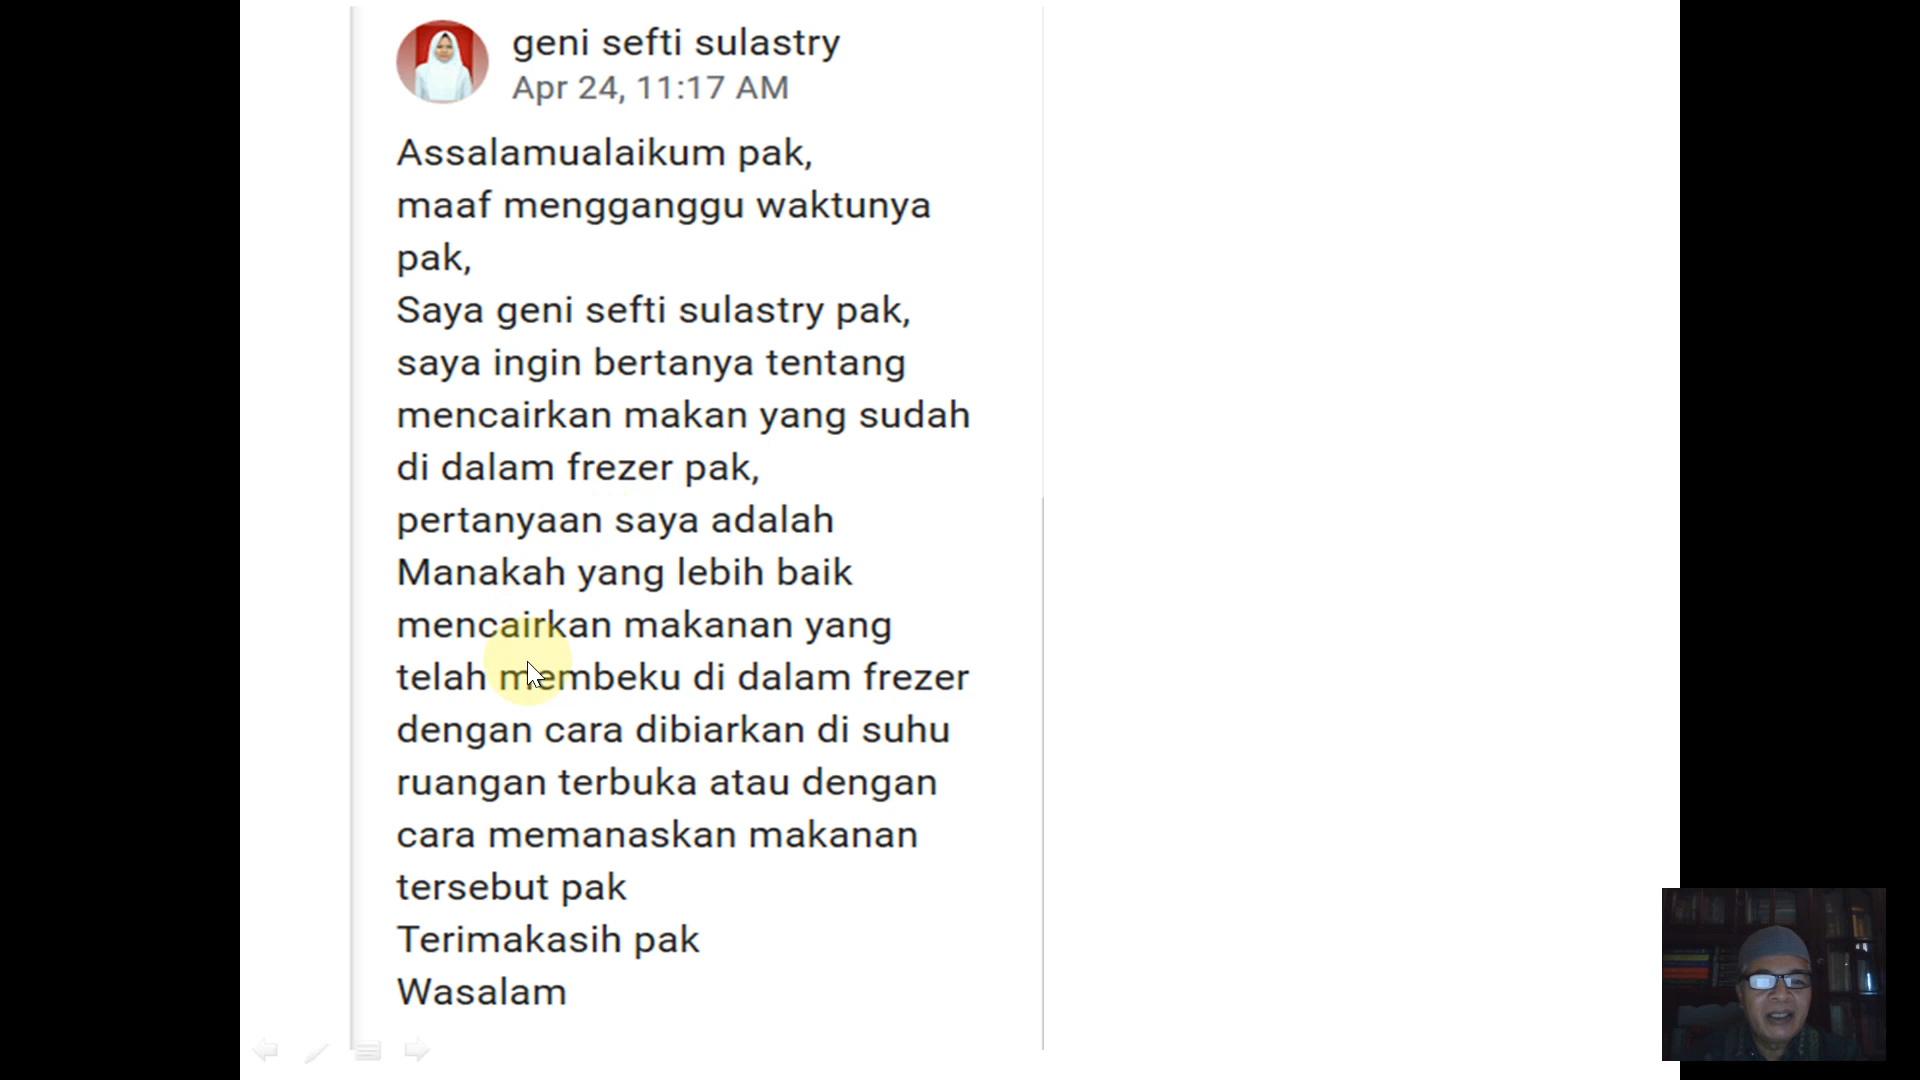 geni sefti sulastry
Apr 24, 11:17 AM
Assalamualaikum pak,
maaf mengganggu waktunya
pak,
Saya geni sefti sulastry pak,
saya ingin bertanya tentang
mencairkan makan yang sudah
di dalam frezer pak,
pertanyaan saya adalah
Manakah yang lebih baik
mencairkan makanan yang
telah membeku di dalam frezer
dengan cara dibiarkan di suhu
ruangan terbuka atau dengan
cara memanaskan makanan
tersebut pak
Terimakasih pak
Wasalam